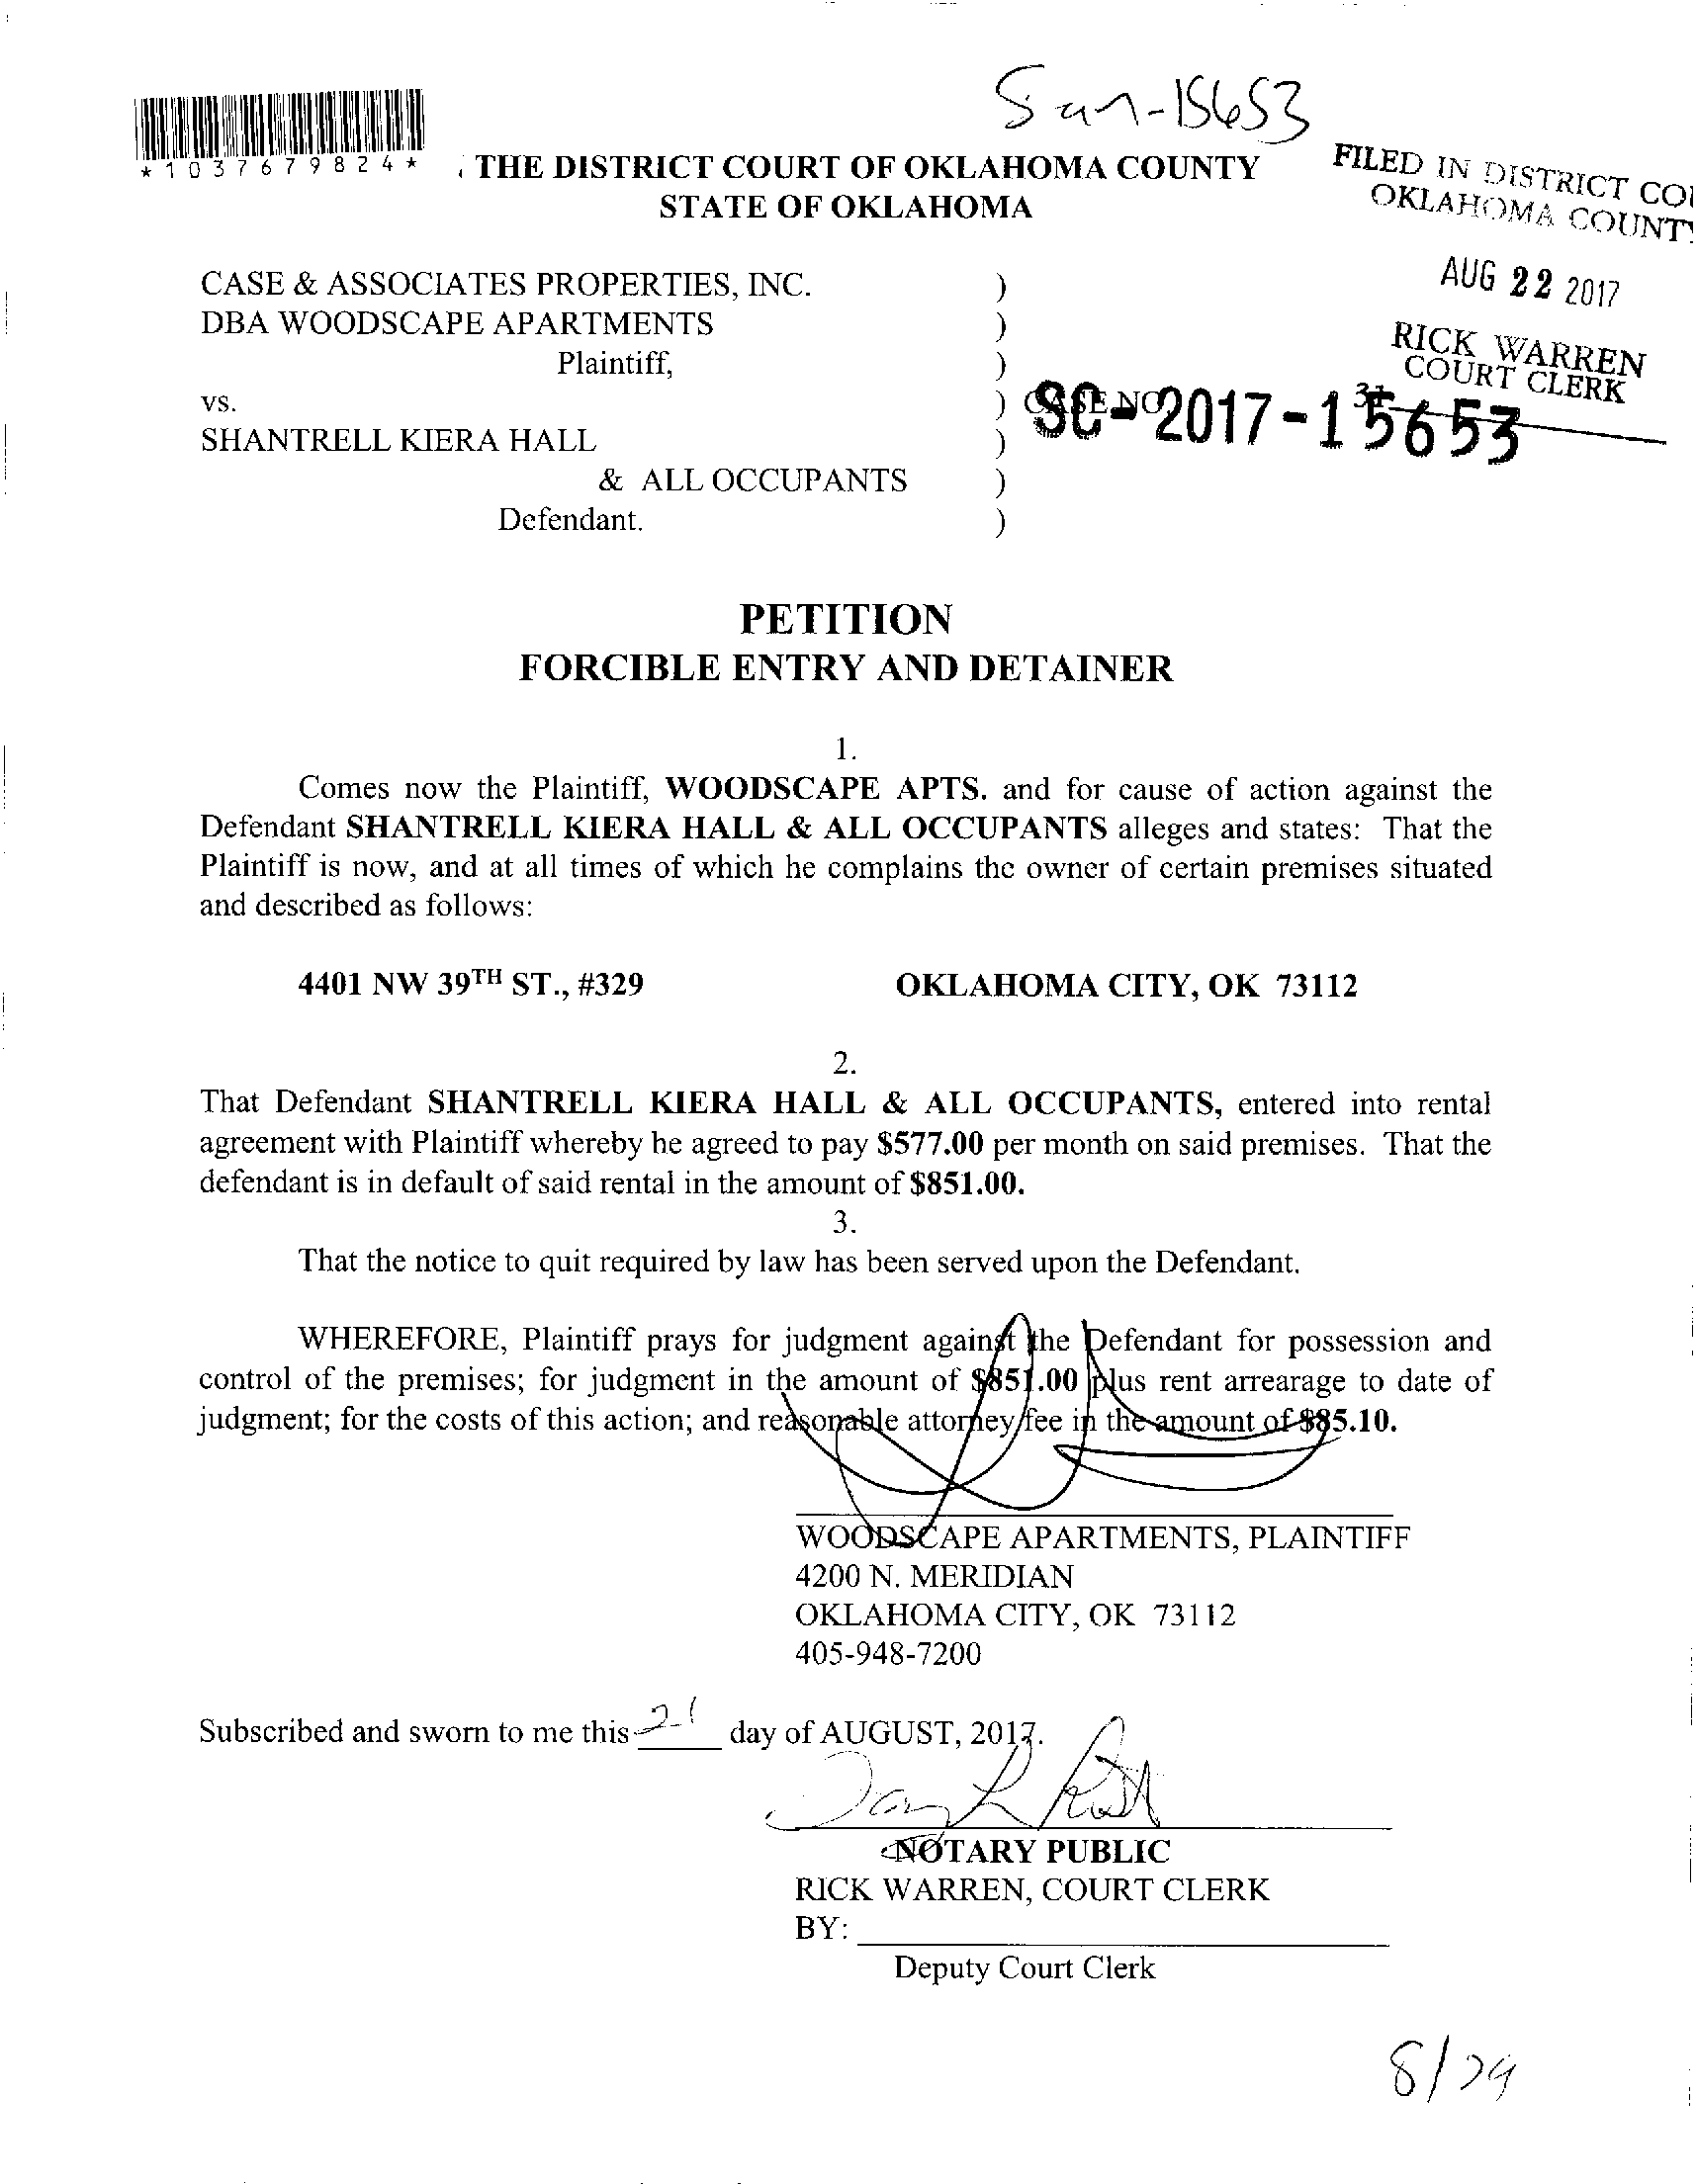 *1037679824*
THE DISTRICT COURT OF OKLAHOMA COUNTY
STATE OF OKLAHOMA
FILED IN DISTRICT CO
OKLAHOMA COUNTY
AUG 22 2017
RICK WARREN
COURT CLERK
CASE & ASSOCIATES PROPERTIES, INC. )
DBA WOODSCAPE APARTMENTS )
Plaintiff, )
vs. ) CASE NO SC-2017-15653
SHANTRELL KIERA HALL )
& ALL OCCUPANTS )
Defendant. )
PETITION
FORCIBLE ENTRY AND DETAINER
1.
Comes now the Plaintiff, WOODSCAPE APTS. and for cause of action against the
Defendant SHANTRELL KIERA HALL & ALL OCCUPANTS alleges and states: That the
Plaintiff is now, and at all times of which he complains the owner of certain premises situated
and described as follows:
4401 NW 39TH ST., #329 OKLAHOMA CITY, OK 73112
2.
That Defendant SHANTRELL KIERA HALL & ALL OCCUPANTS, entered into rental
agreement with Plaintiff whereby he agreed to pay $577.00 per month on said premises. That the
defendant is in default of said rental in the amount of $851.00.
3.
That the notice to quit required by law has been served upon the Defendant.
WHEREFORE, Plaintiff prays for judgment against the Defendant for possession and
control of the premises; for judgment in the amount of $851.00 plus rent arrearage to date of
judgment; for the costs of this action; and reasonable attorney fee in the amount of $85.10.
WOODSCAPE APARTMENTS, PLAINTIFF
4200 N. MERIDIAN
OKLAHOMA CITY, OK 73112
405-948-7200
Subscribed and sworn to me this 21 day of AUGUST, 2017.
NOTARY PUBLIC
RICK WARREN, COURT CLERK
BY:
Deputy Court Clerk
8/29